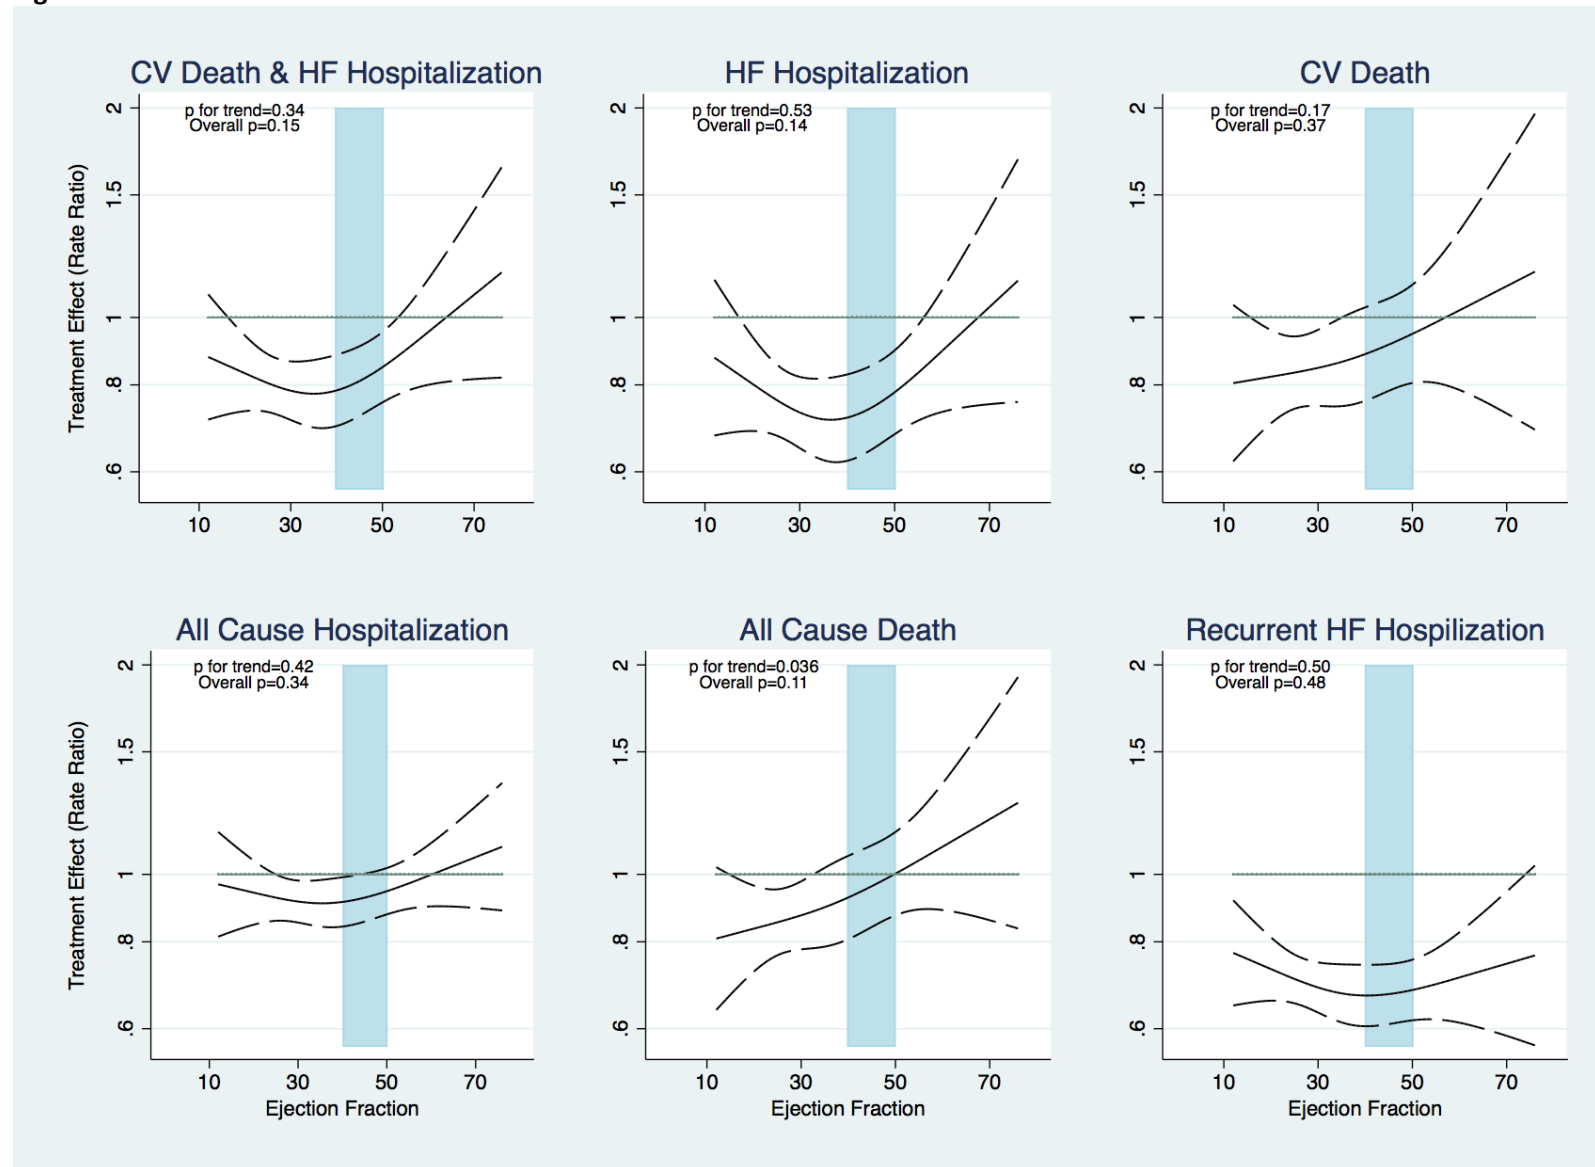 CV Death & HF Hospitalization
p for trend=0.34
Overall p=0.15
Treatment Effect (Rate Ratio)
2
1.5
1
.8
.6
10 30 50 70
HF Hospitalization
p for trend=0.53
Overall p=0.14
2
1.5
1
.8
.6
10 30 50 70
CV Death
p for trend=0.17
Overall p=0.37
2
1.5
1
.8
.6
10 30 50 70
All Cause Hospitalization
p for trend=0.42
Overall p=0.34
Treatment Effect (Rate Ratio)
2
1.5
1
.8
.6
10 30 50 70
Ejection Fraction
All Cause Death
p for trend=0.036
Overall p=0.11
2
1.5
1
.8
.6
10 30 50 70
Ejection Fraction
Recurrent HF Hospilization
p for trend=0.50
Overall p=0.48
2
1.5
1
.8
.6
10 30 50 70
Ejection Fraction